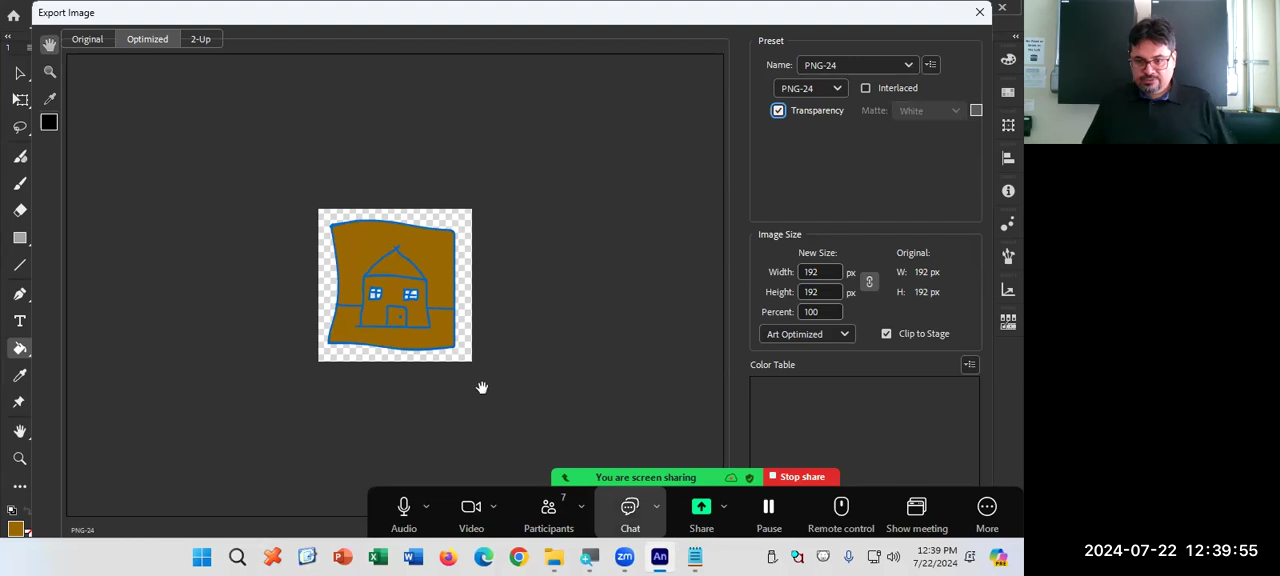 Export Image
Original
Optimized
2-Up
Preset
Name:
PNG-24
PNG-24
Interlaced
Transparency
Matte:
White
Image Size
New Size:
Original:
Width:
192
px
W: 192 px
Height:
192
px
H: 192 px
Percent:
100
Art Optimized
Clip to Stage
Color Table
You are screen sharing
Stop share
7
Audio
Video
Participants
Chat
Share
Pause
Remote control
Show meeting
More
PNG-24
12:39 PM
7/22/2024
2024-07-22 12:39:55